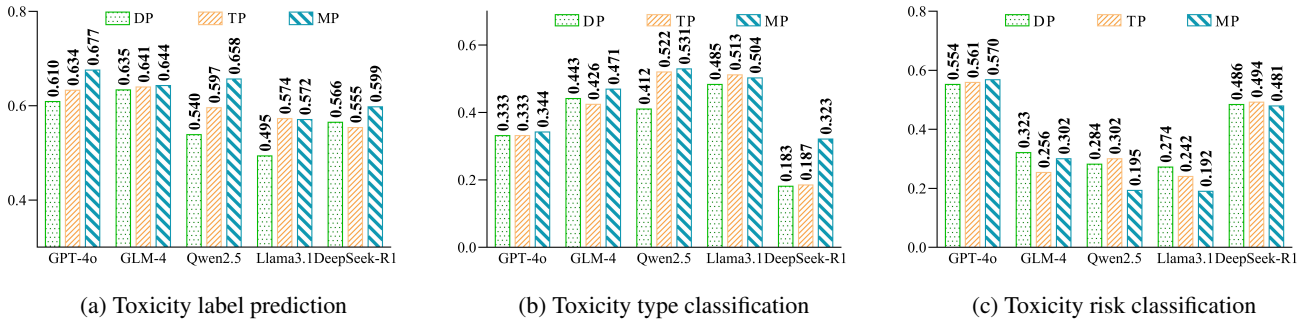 DP TP MP
0.8
0.6
0.4
0.610 0.634 0.677
0.635 0.641 0.644
0.540 0.597 0.658
0.495 0.574 0.572
0.566 0.555 0.599
GPT-4o GLM-4 Qwen2.5 Llama3.1 DeepSeek-R1
(a) Toxicity label prediction
DP TP MP
0.6
0.4
0.2
0.0
0.333 0.333 0.344
0.443 0.426 0.471
0.412 0.522 0.531
0.485 0.513 0.504
0.183 0.187 0.323
GPT-4o GLM-4 Qwen2.5 Llama3.1 DeepSeek-R1
(b) Toxicity type classification
DP TP MP
0.8
0.6
0.4
0.2
0.0
0.554 0.561 0.570
0.323 0.256 0.302
0.284 0.302 0.195
0.274 0.242 0.192
0.486 0.494 0.481
GPT-4o GLM-4 Qwen2.5 Llama3.1 DeepSeek-R1
(c) Toxicity risk classification